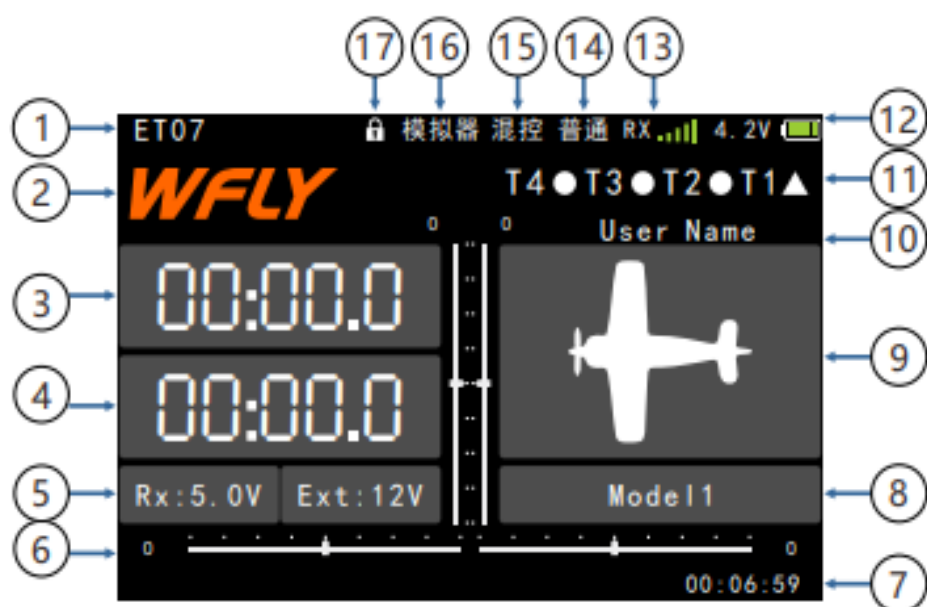 17 16 15 14 13
1 ET07 模拟器 混控 普通 RX 4.2V 12
2 WFLY T4 T3 T2 T1 11
0 0 User Name 10
3 00:00.0 9
4 00:00.0
5 Rx:5.0V Ext:12V Model1 8
6 0 0
00:06:59 7